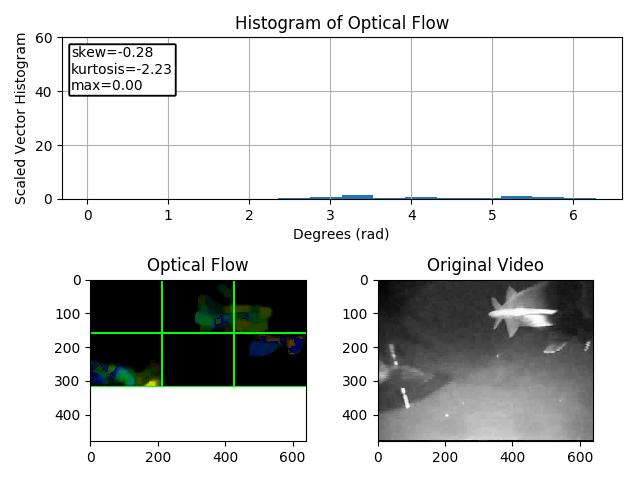 Histogram of Optical Flow
Scaled Vector Histogram
60
40
20
0
skew=-0.28
kurtosis=-2.23
max=0.00
0 1 2 3 4 5 6
Degrees (rad)
Optical Flow
0
100
200
300
400
0 200 400 600
Original Video
0
100
200
300
400
0 200 400 600